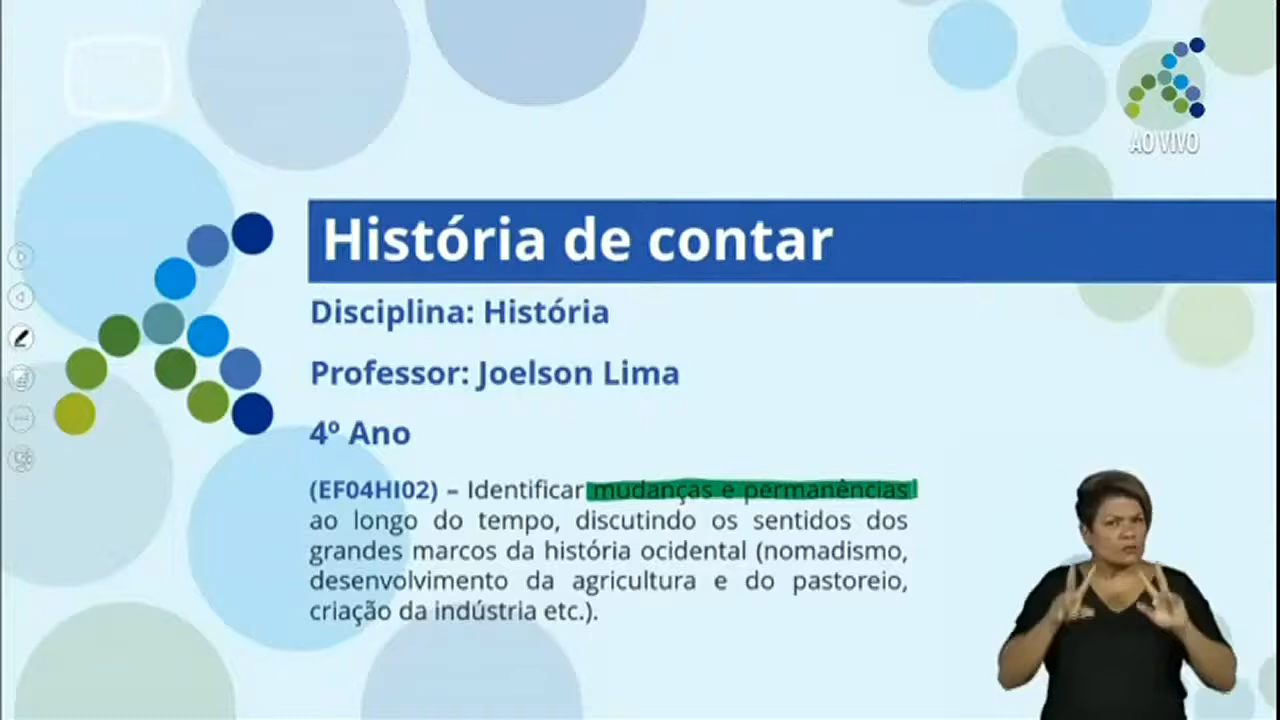 AO VIVO
História de contar
Disciplina: História
Professor: Joelson Lima
4º Ano
(EF04HI02) – Identificar mudanças e permanências
ao longo do tempo, discutindo os sentidos dos
grandes marcos da história ocidental (nomadismo,
desenvolvimento da agricultura e do pastoreio,
criação da indústria etc.).